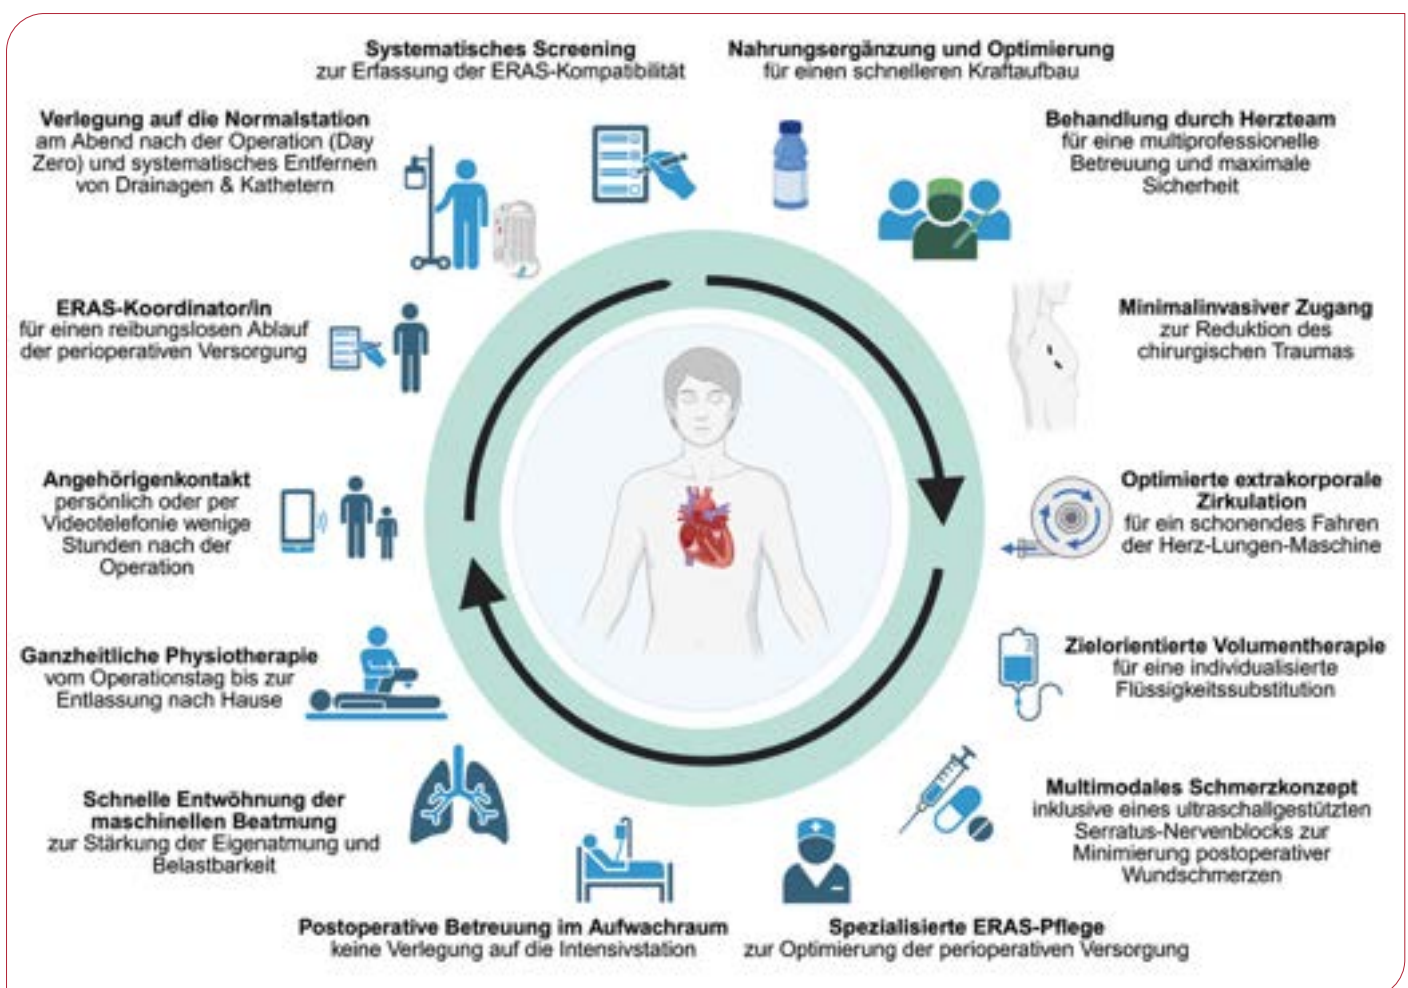 Systematisches Screening
zur Erfassung der ERAS-Kompatibilität
Nahrungsergänzung und Optimierung
für einen schnelleren Kraftaufbau
Behandlung durch Herzteam
für eine multiprofessionelle
Betreuung und maximale
Sicherheit
Minimalinvasiver Zugang
zur Reduktion des
chirurgischen Traumas
Optimierte extrakorporale
Zirkulation
für ein schonendes Fahren
der Herz-Lungen-Maschine
Zielorientierte Volumentherapie
für eine individualisierte
Flüssigkeitssubstitution
Multimodales Schmerzkonzept
inklusive eines ultraschallgestützten
Serratus-Nervenblocks zur
Minimierung postoperativer
Wundschmerzen
Spezialisierte ERAS-Pflege
zur Optimierung der perioperativen Versorgung
Postoperative Betreuung im Aufwachraum
keine Verlegung auf die Intensivstation
Schnelle Entwöhnung der
maschinellen Beatmung
zur Stärkung der Eigenatmung und
Belastbarkeit
Ganzheitliche Physiotherapie
vom Operationstag bis zur
Entlassung nach Hause
Angehörigenkontakt
persönlich oder per
Videotelefonie wenige
Stunden nach der
Operation
ERAS-Koordinator/in
für einen reibungslosen Ablauf
der perioperativen Versorgung
Verlegung auf die Normalstation
am Abend nach der Operation (Day
Zero) und systematisches Entfernen
von Drainagen & Kathetern